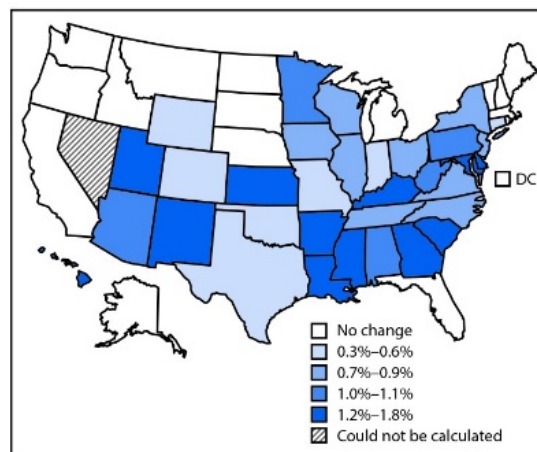 DC
No change
0.3%–0.6%
0.7%–0.9%
1.0%–1.1%
1.2%–1.8%
Could not be calculated